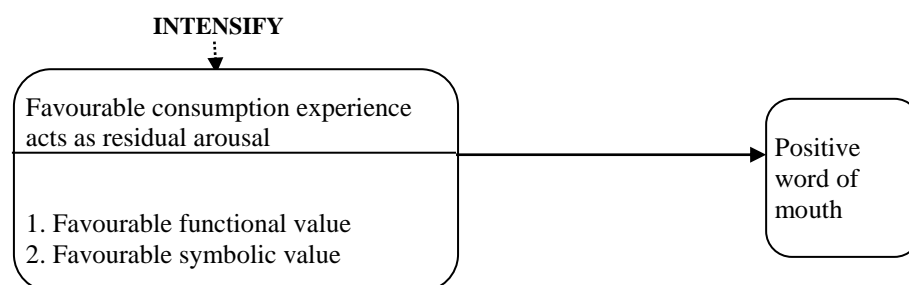 INTENSIFY
Favourable consumption experience
acts as residual arousal
1. Favourable functional value
2. Favourable symbolic value
Positive
word of
mouth